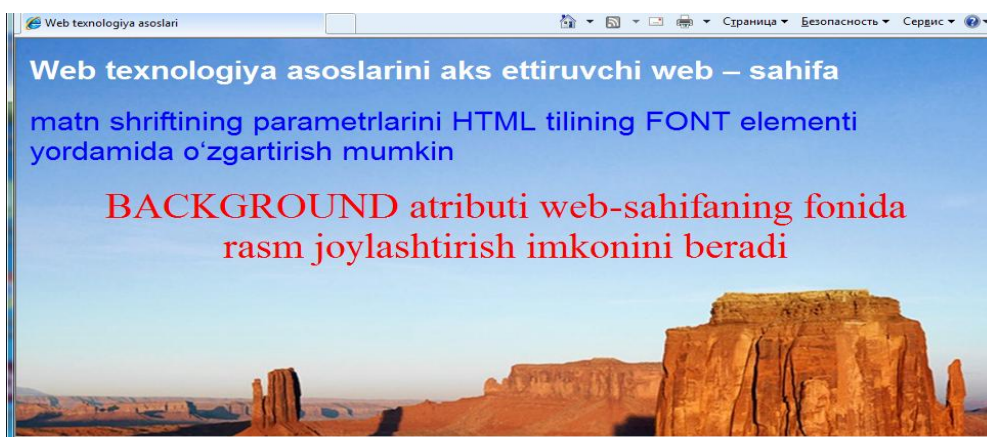 Web texnologiya asoslari
Страница Безопасность Сервис
Web texnologiya asoslarini aks ettiruvchi web – sahifa
matn shriftining parametrlarini HTML tilining FONT elementi
yordamida o‘zgartirish mumkin
BACKGROUND atributi web-sahifaning fonida
rasm joylashtirish imkonini beradi